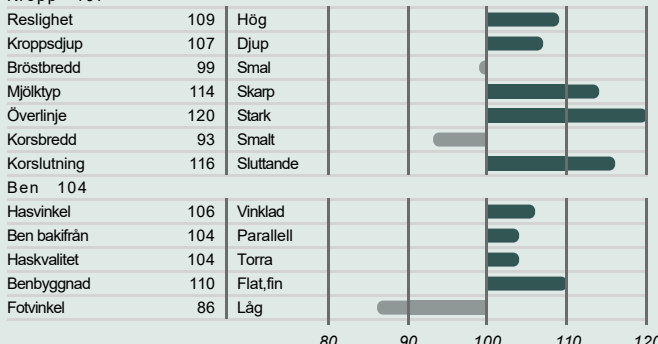 Reslighet 109 Hög
Kroppsdjup 107 Djup
Bröstbredd 99 Smal
Mjölktyp 114 Skarp
Överlinje 120 Stark
Korsbredd 93 Smalt
Korslutning 116 Sluttande
Ben 104
Hasvinkel 106 Vinklad
Ben bakifrån 104 Parallell
Haskvalitet 104 Torra
Benbyggnad 110 Flat,fin
Fotvinkel 86 Låg
80 90 100 110 120